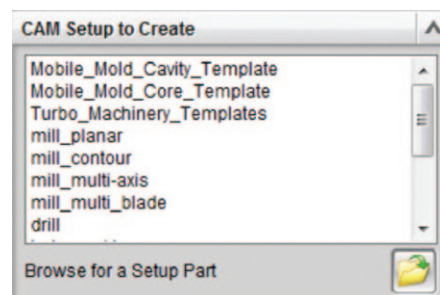 CAM Setup to Create
Mobile_Mold_Cavity_Template
Mobile_Mold_Core_Template
Turbo_Machinery_Templates
mill_planar
mill_contour
mill_multi-axis
mill_multi_blade
drill
Browse for a Setup Part